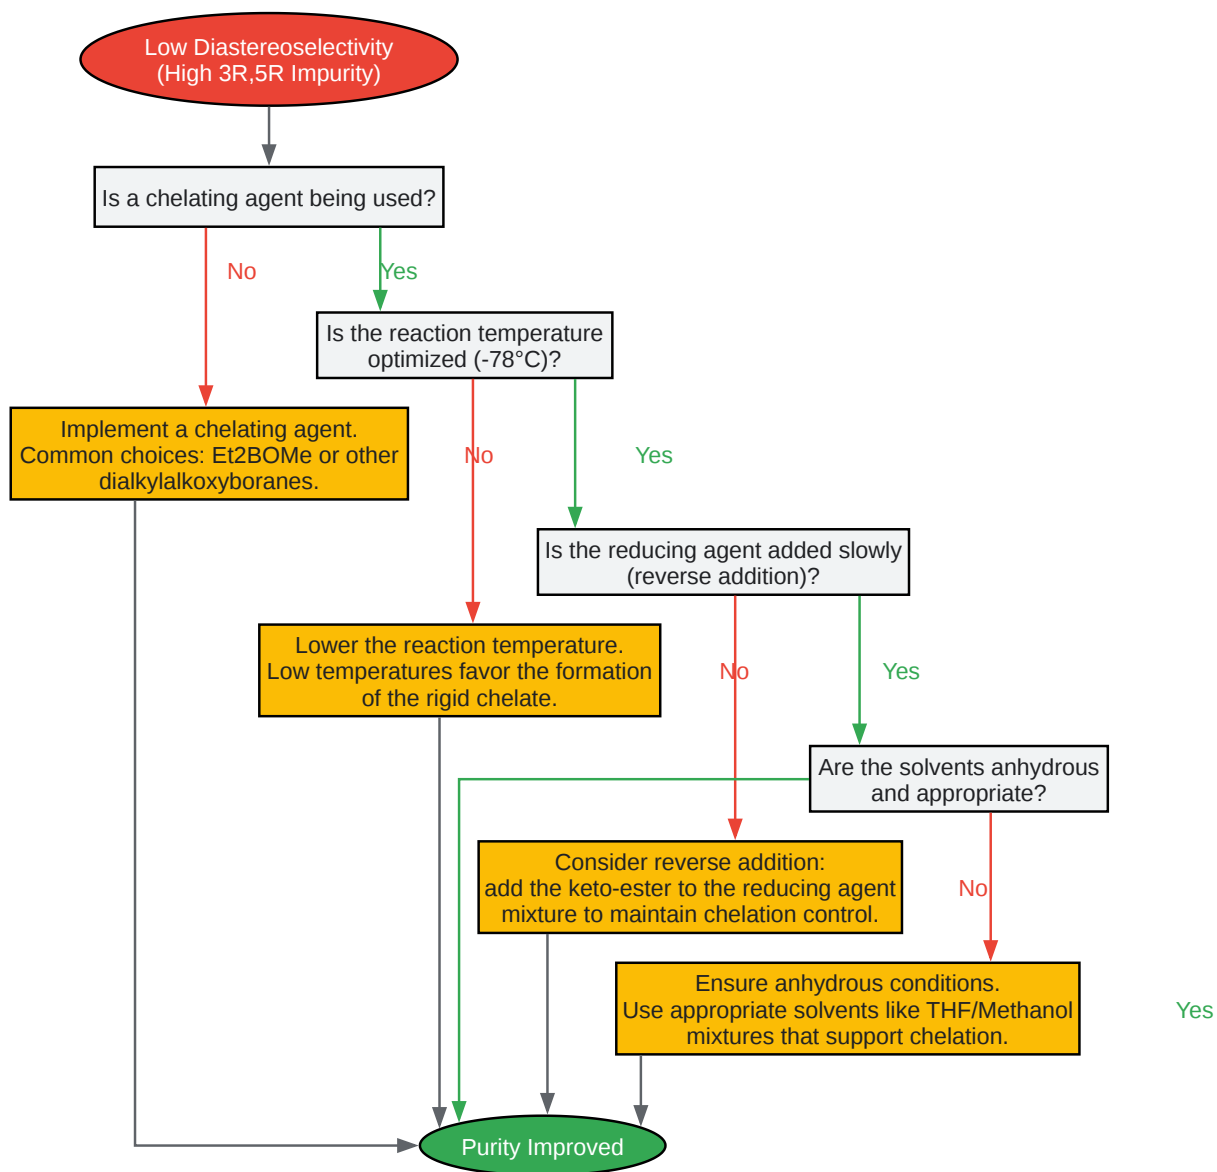 Low Diastereoselectivity
(High 3R,5R Impurity)
Is a chelating agent being used?
No
Yes
Is the reaction temperature
optimized (-78°C)?
Implement a chelating agent.
Common choices: Et2BOMe or other
dialkylalkoxyboranes.
No
Yes
Is the reducing agent added slowly
(reverse addition)?
Lower the reaction temperature.
Low temperatures favor the formation
of the rigid chelate.
No
Yes
Are the solvents anhydrous
and appropriate?
Consider reverse addition:
add the keto-ester to the reducing agent
mixture to maintain chelation control.
No
Ensure anhydrous conditions.
Use appropriate solvents like THF/Methanol
mixtures that support chelation.
Yes
Purity Improved